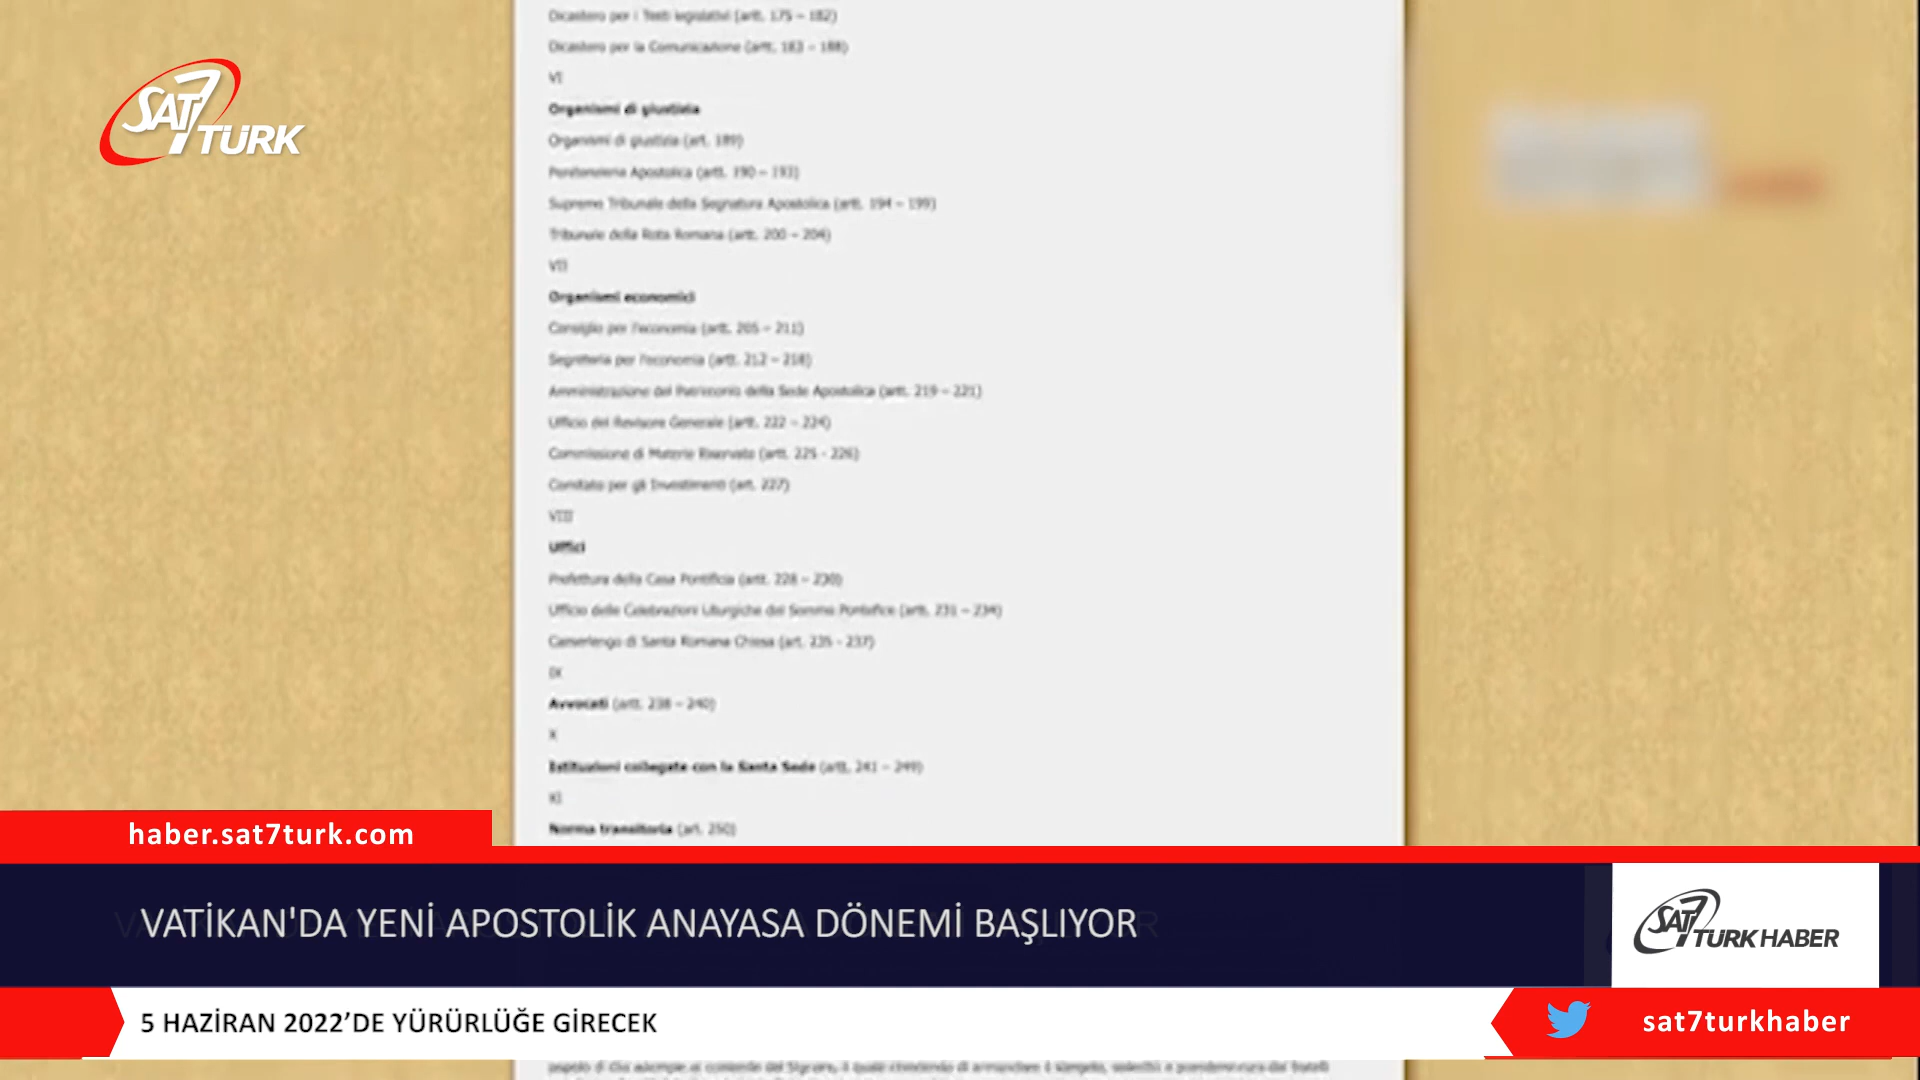 Dicastero per i Testi legislativi (artt. 175 – 182)
Dicastero per la Comunicazione (artt. 183 – 188)
SAT7 TÜRK
VI
Organismi di giustizia
Organismi di giustizia (art. 189)
Penitenzieria Apostolica (artt. 190 – 193)
Supremo Tribunale della Segnatura Apostolica (artt. 194 – 199)
Tribunale della Rota Romana (artt. 200 – 204)
VII
Organismi economici
Consiglio per l'economia (artt. 205 – 211)
Segreteria per l'economia (artt. 212 – 218)
Amministrazione del Patrimonio della Sede Apostolica (artt. 219 – 221)
Ufficio del Revisore Generale (artt. 222 – 224)
Commissione di Materie Riservate (artt. 225 - 226)
Comitato per gli Investimenti (art. 227)
VIII
Uffici
Prefettura della Casa Pontificia (artt. 228 – 230)
Ufficio delle Celebrazioni Liturgiche del Sommo Pontefice (artt. 231 – 234)
Camerlengo di Santa Romana Chiesa (art. 235 - 237)
IX
Avvocati (artt. 238 – 240)
X
Istituzioni collegate con la Santa Sede (artt. 241 – 249)
XI
Norma transitoria (art. 250)
haber.sat7turk.com
VATİKAN'DA YENİ APOSTOLİK ANAYASA DÖNEMİ BAŞLIYOR
SAT7 TÜRK HABER
5 HAZİRAN 2022’DE YÜRÜRLÜĞE GİRECEK
sat7turkhaber